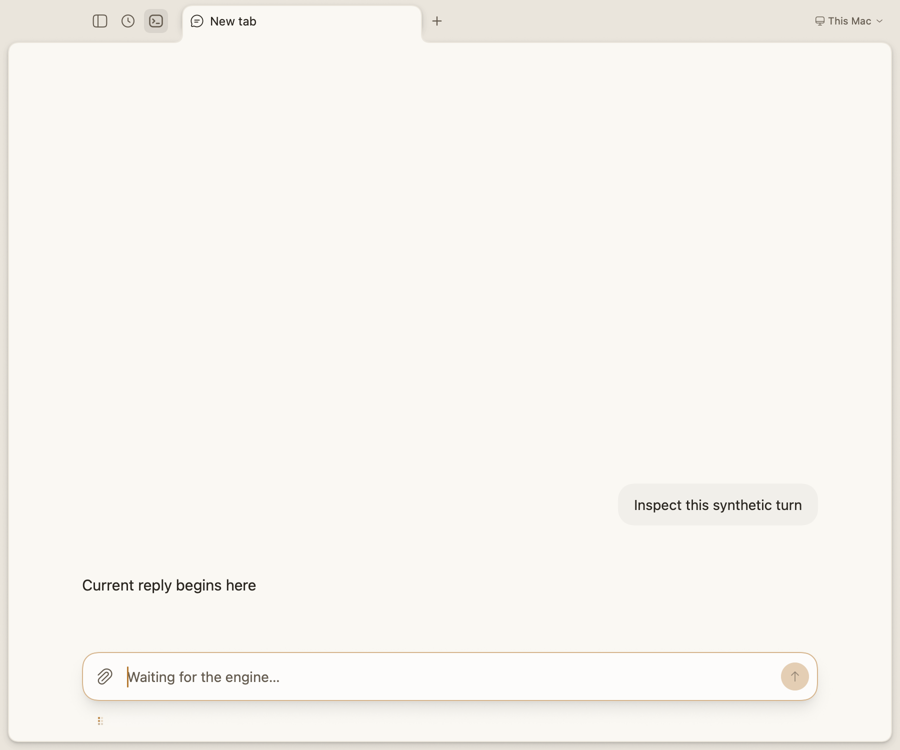 New tab
This Mac
Inspect this synthetic turn
Current reply begins here
Waiting for the engine...